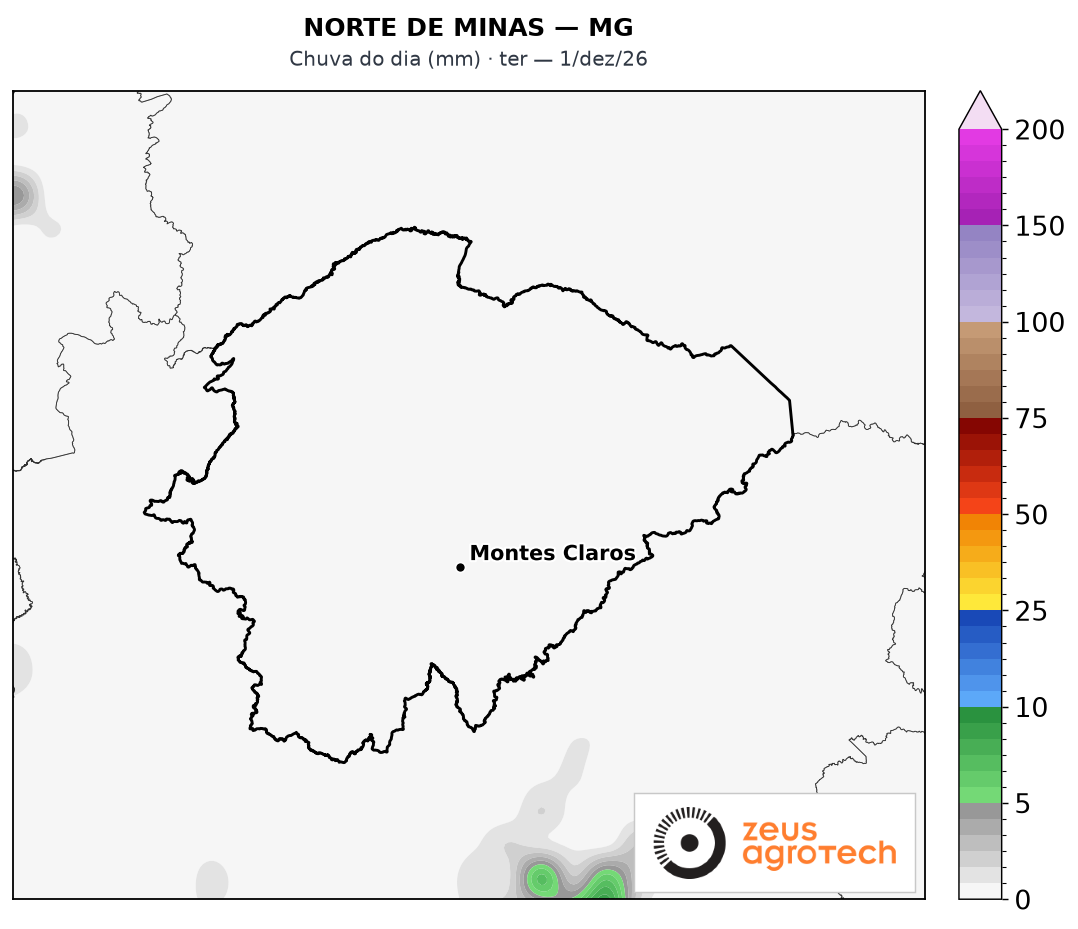 NORTE DE MINAS — MG
Chuva do dia (mm) · ter — 1/dez/26
200
150
100
75
50
25
10
5
0
Montes Claros
zeus
agrotech